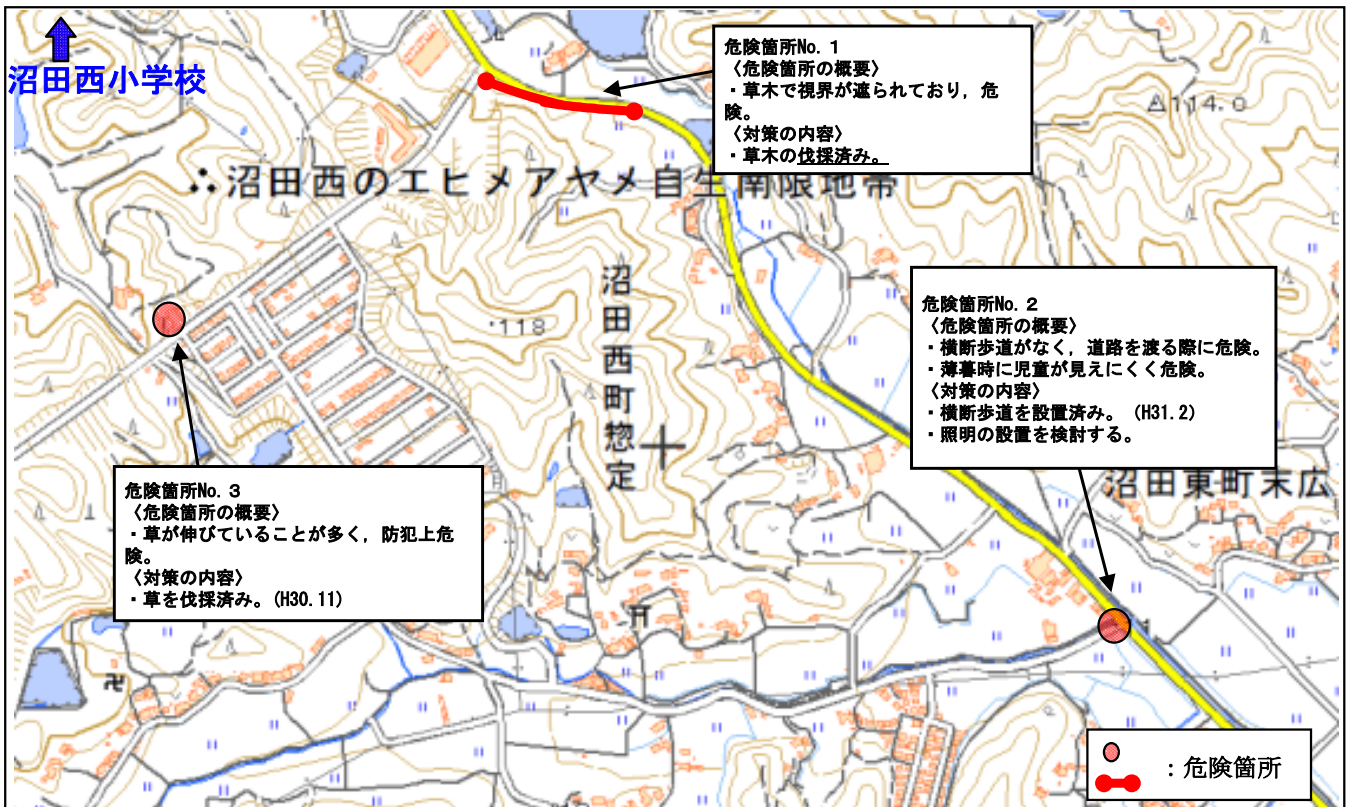 沼田西小学校
危険箇所No. 1
〈危険箇所の概要〉
・草木で視界が遮られており，危
険。
〈対策の内容〉
・草木の伐採済み。
114.0
沼田西のエヒメアヤメ自生南限地帯
・118
沼田西町惣定
危険箇所No. 2
〈危険箇所の概要〉
・横断歩道がなく，道路を渡る際に危険。
・薄暮時に児童が見えにくく危険。
〈対策の内容〉
・横断歩道を設置済み。（H31.2）
・照明の設置を検討する。
沼田東町末広
危険箇所No. 3
〈危険箇所の概要〉
・草が伸びていることが多く，防犯上危
険。
〈対策の内容〉
・草を伐採済み。（H30.11）
：危険箇所